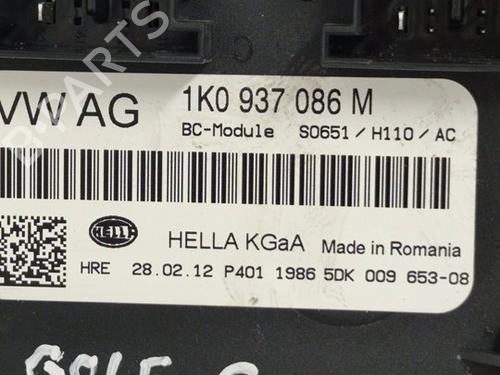 VW AG 1K0 937 086 M
BC-Module S0651 / H110 / AC
HELLA
HELLA KGaA Made in Romania
HRE 28.02.12 P401 1986 5DK 009 653-08
B-PARTS